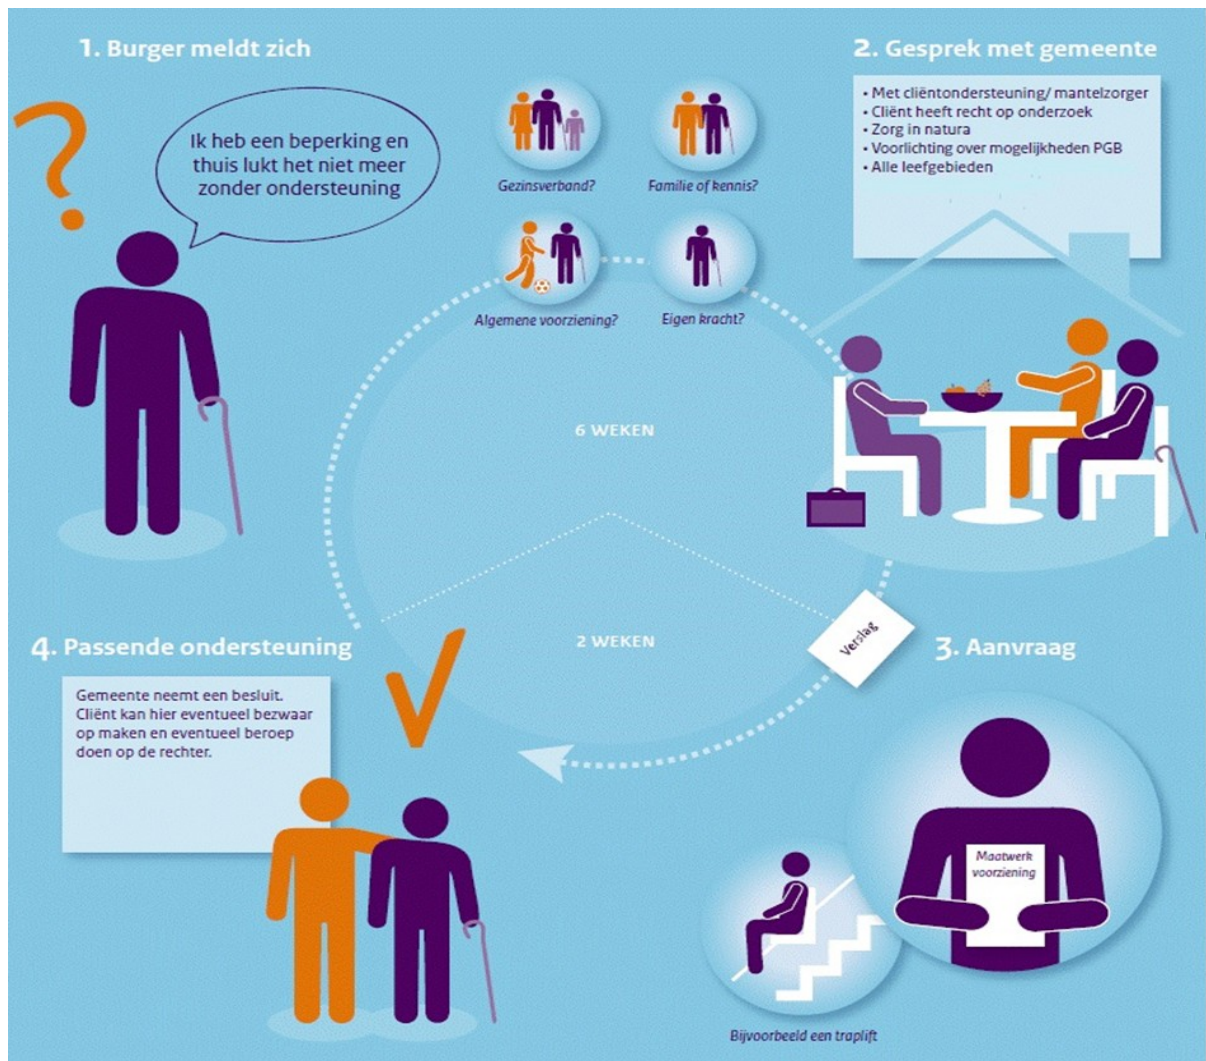 1. Burger meldt zich
Ik heb een beperking en
thuis lukt het niet meer
zonder ondersteuning
Gezinsverband?
Familie of kennis?
Algemene voorziening?
Eigen kracht?
2. Gesprek met gemeente
• Met cliëntondersteuning/ mantelzorger
• Cliënt heeft recht op onderzoek
• Zorg in natura
• Voorlichting over mogelijkheden PGB
• Alle leefgebieden
6 WEKEN
2 WEKEN
Verslag
3. Aanvraag
Maatwerk
voorziening
Bijvoorbeeld een traplift
4. Passende ondersteuning
Gemeente neemt een besluit.
Cliënt kan hier eventueel bezwaar
op maken en eventueel beroep
doen op de rechter.